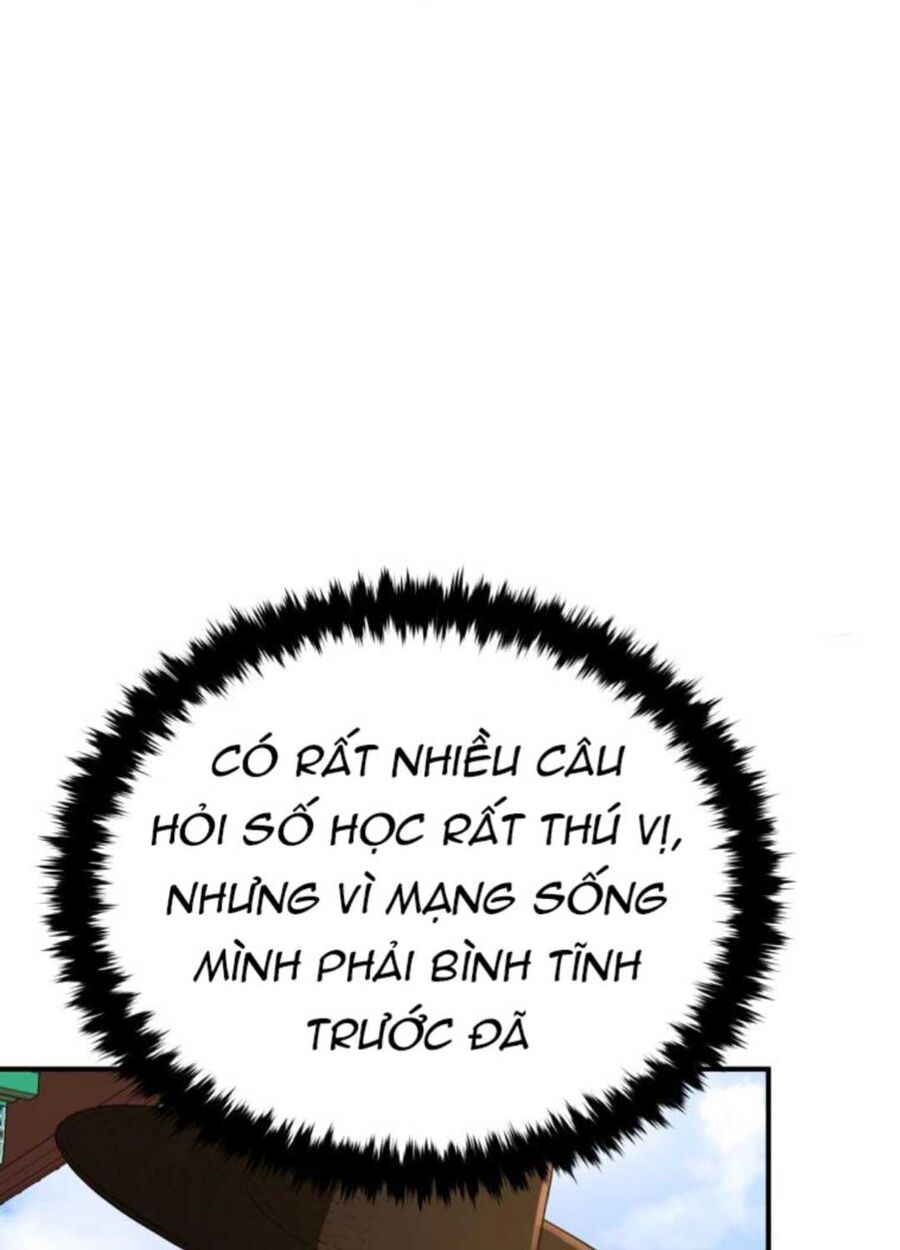 CÓ RẤT NHIỀU CÂU
HỎI SỐ HỌC RẤT THÚ VỊ,
NHƯNG VÌ MẠNG SỐNG
MÌNH PHẢI BÌNH TĨNH
TRƯỚC ĐÃ